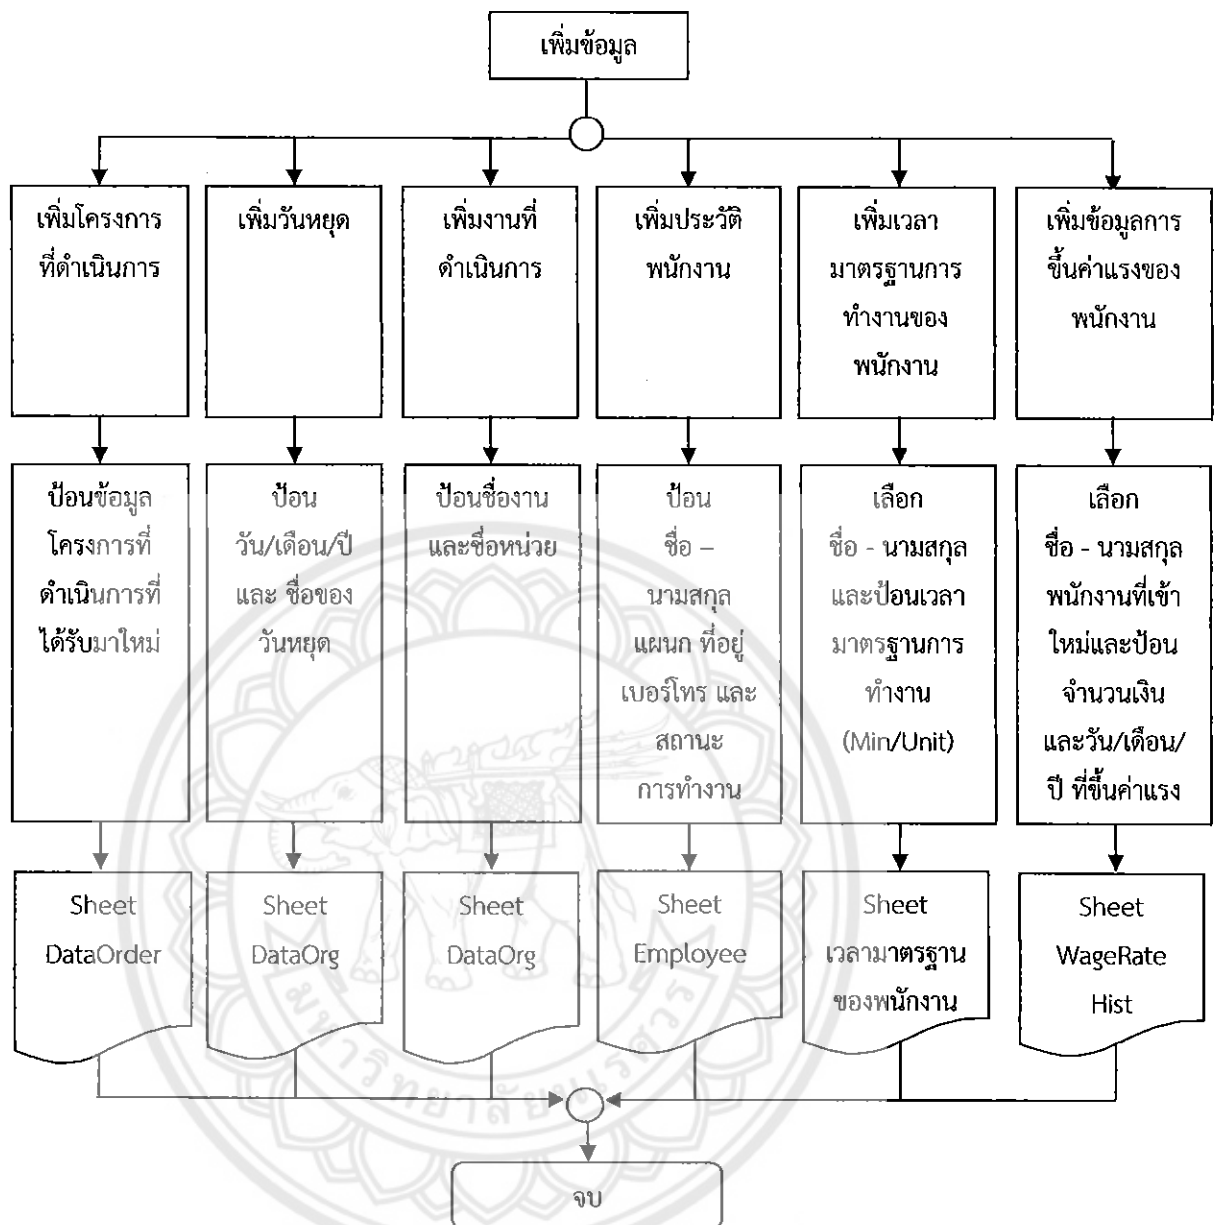 เพิ่มข้อมูล
เพิ่มโครงการ
ที่ดำเนินการ
เพิ่มวันหยุด
เพิ่มงานที่
ดำเนินการ
เพิ่มประวัติ
พนักงาน
เพิ่มเวลา
มาตรฐานการ
ทำงานของ
พนักงาน
เพิ่มข้อมูลการ
ขึ้นค่าแรงของ
พนักงาน
ป้อนข้อมูล
โครงการที่
ดำเนินการที่
ได้รับมาใหม่
ป้อน
วัน/เดือน/ปี
และ ชื่อของ
วันหยุด
ป้อนชื่องาน
และชื่อหน่วย
ป้อน
ชื่อ –
นามสกุล
แผนก ที่อยู่
เบอร์โทร และ
สถานะ
การทำงาน
เลือก
ชื่อ - นามสกุล
และป้อนเวลา
มาตรฐานการ
ทำงาน
(Min/Unit)
เลือก
ชื่อ - นามสกุล
พนักงานที่เข้า
ใหม่และป้อน
จำนวนเงิน
และวัน/เดือน/
ปี ที่ขึ้นค่าแรง
Sheet
DataOrder
Sheet
DataOrg
Sheet
DataOrg
Sheet
Employee
Sheet
เวลามาตรฐาน
ของพนักงาน
Sheet
WageRate
Hist
มหาวิทยาลัยนเรศวร
จบ